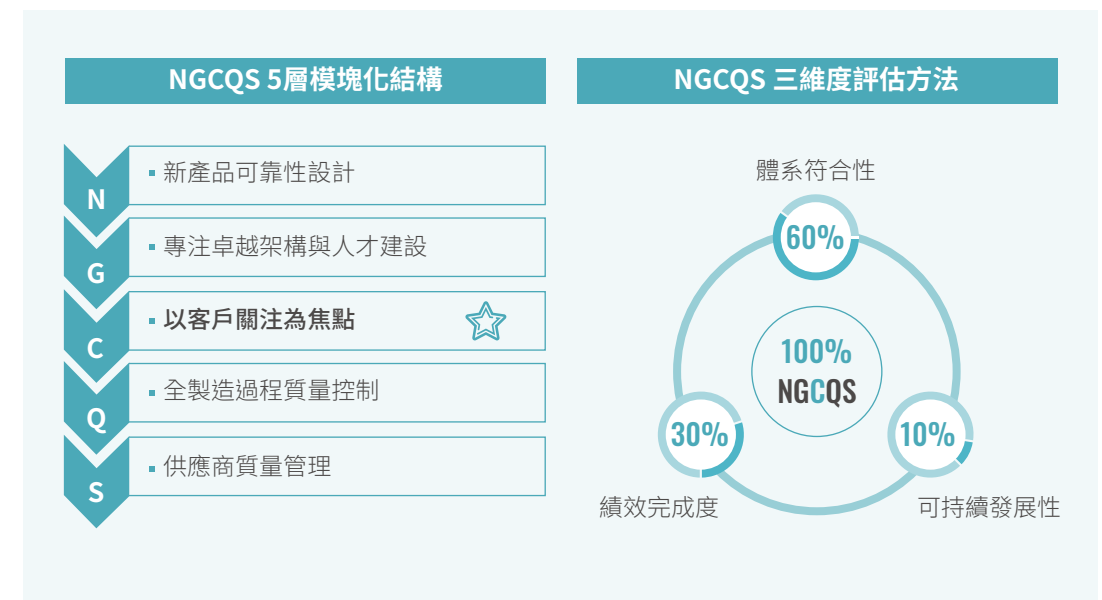 NGCQS 5層模塊化結構
N
新產品可靠性設計
G
專注卓越架構與人才建設
C
以客戶關注為焦點
Q
全製造過程質量控制
S
供應商質量管理
NGCQS 三維度評估方法
體系符合性
60%
100%
NGCQS
30%
10%
績效完成度
可持續發展性